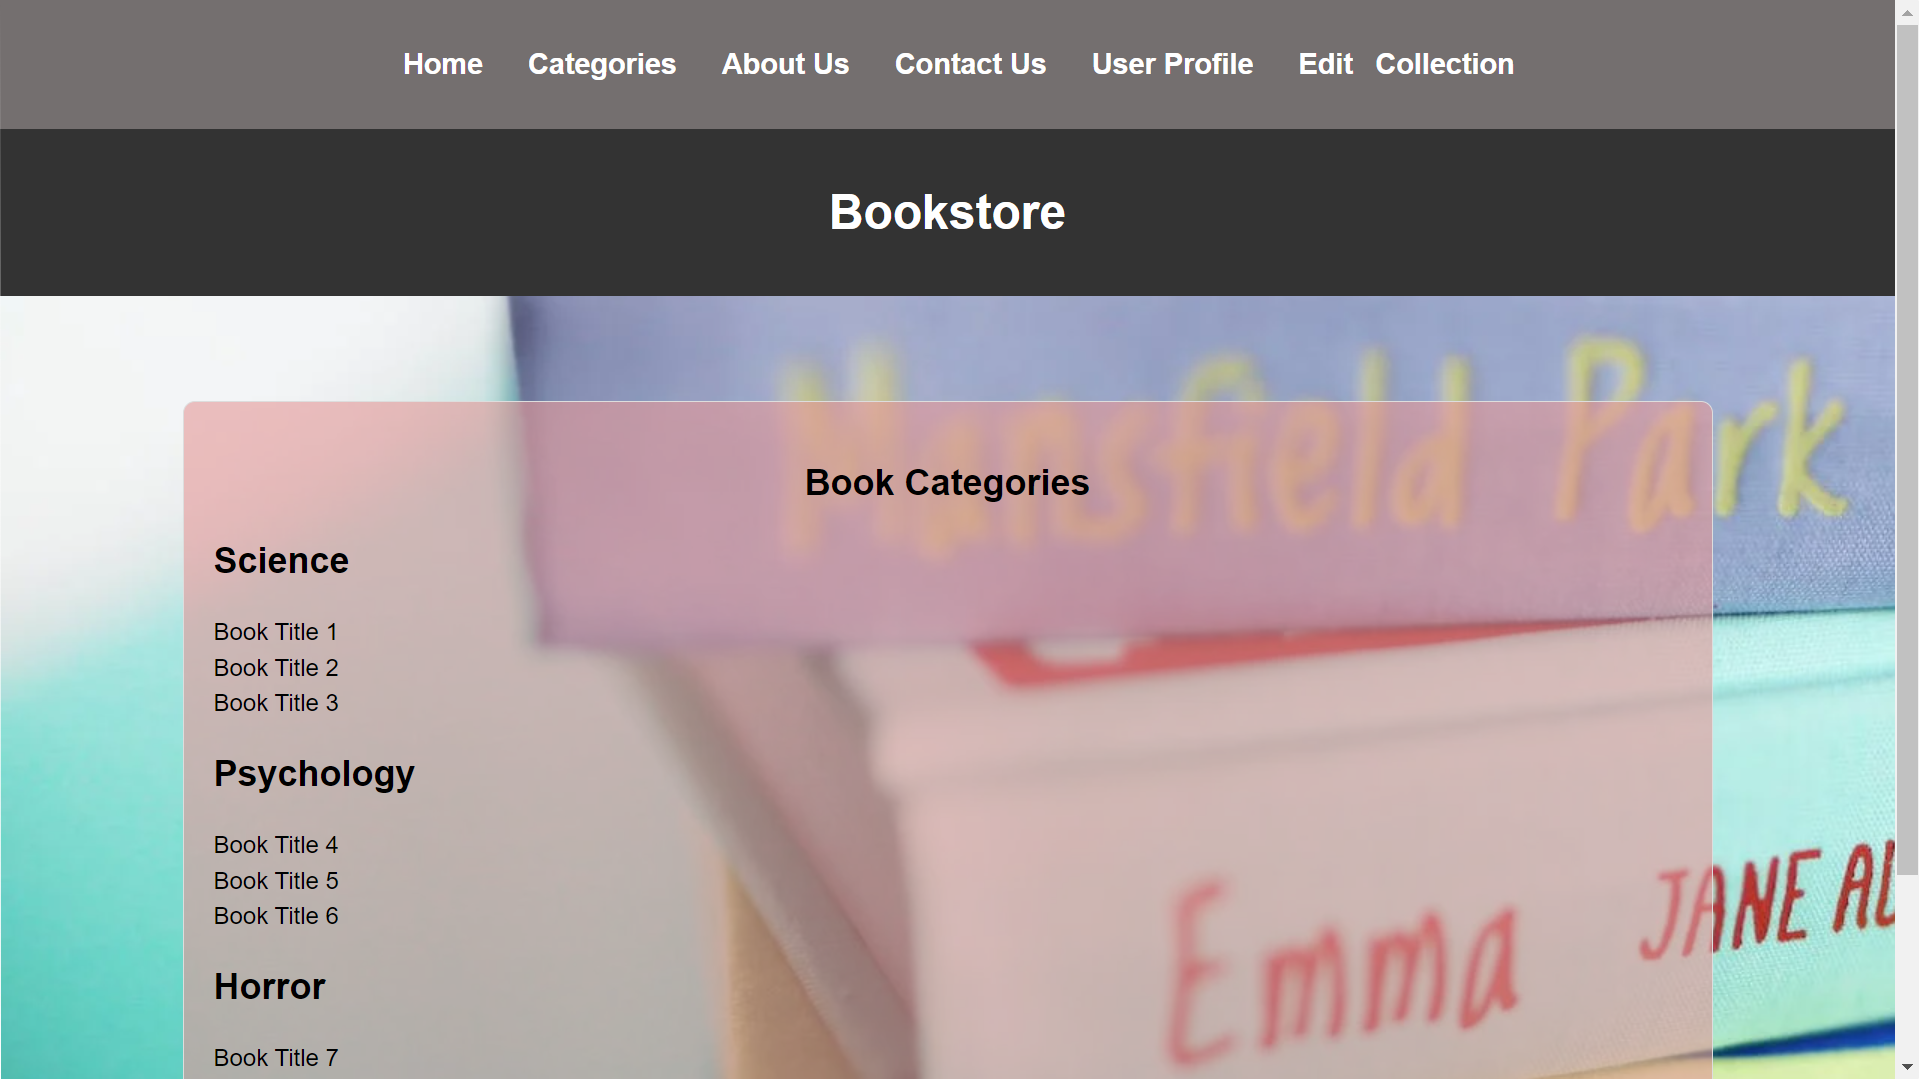 Home Categories About Us Contact Us User Profile Edit Collection
Bookstore
Mansfield Park
Book Categories
Science
Book Title 1
Book Title 2
Book Title 3
Psychology
Book Title 4
Book Title 5
Book Title 6
Emma
JANE AU
Horror
Book Title 7